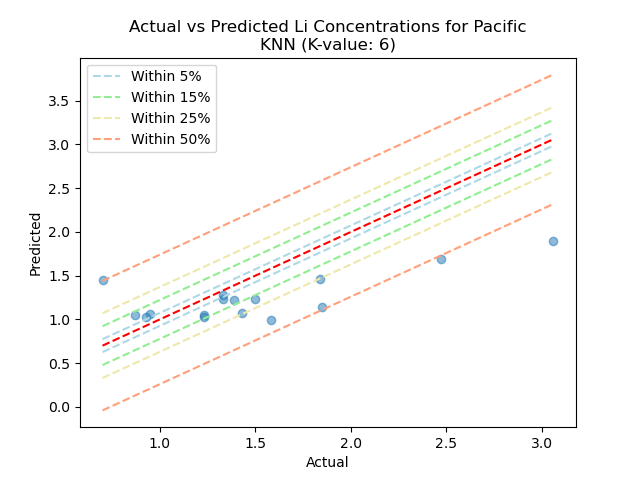 Actual vs Predicted Li Concentrations for Pacific
KNN (K-value: 6)
Within 5%
Within 15%
Within 25%
Within 50%
3.5
3.0
2.5
2.0
1.5
1.0
0.5
0.0
Predicted
1.0 1.5 2.0 2.5 3.0
Actual